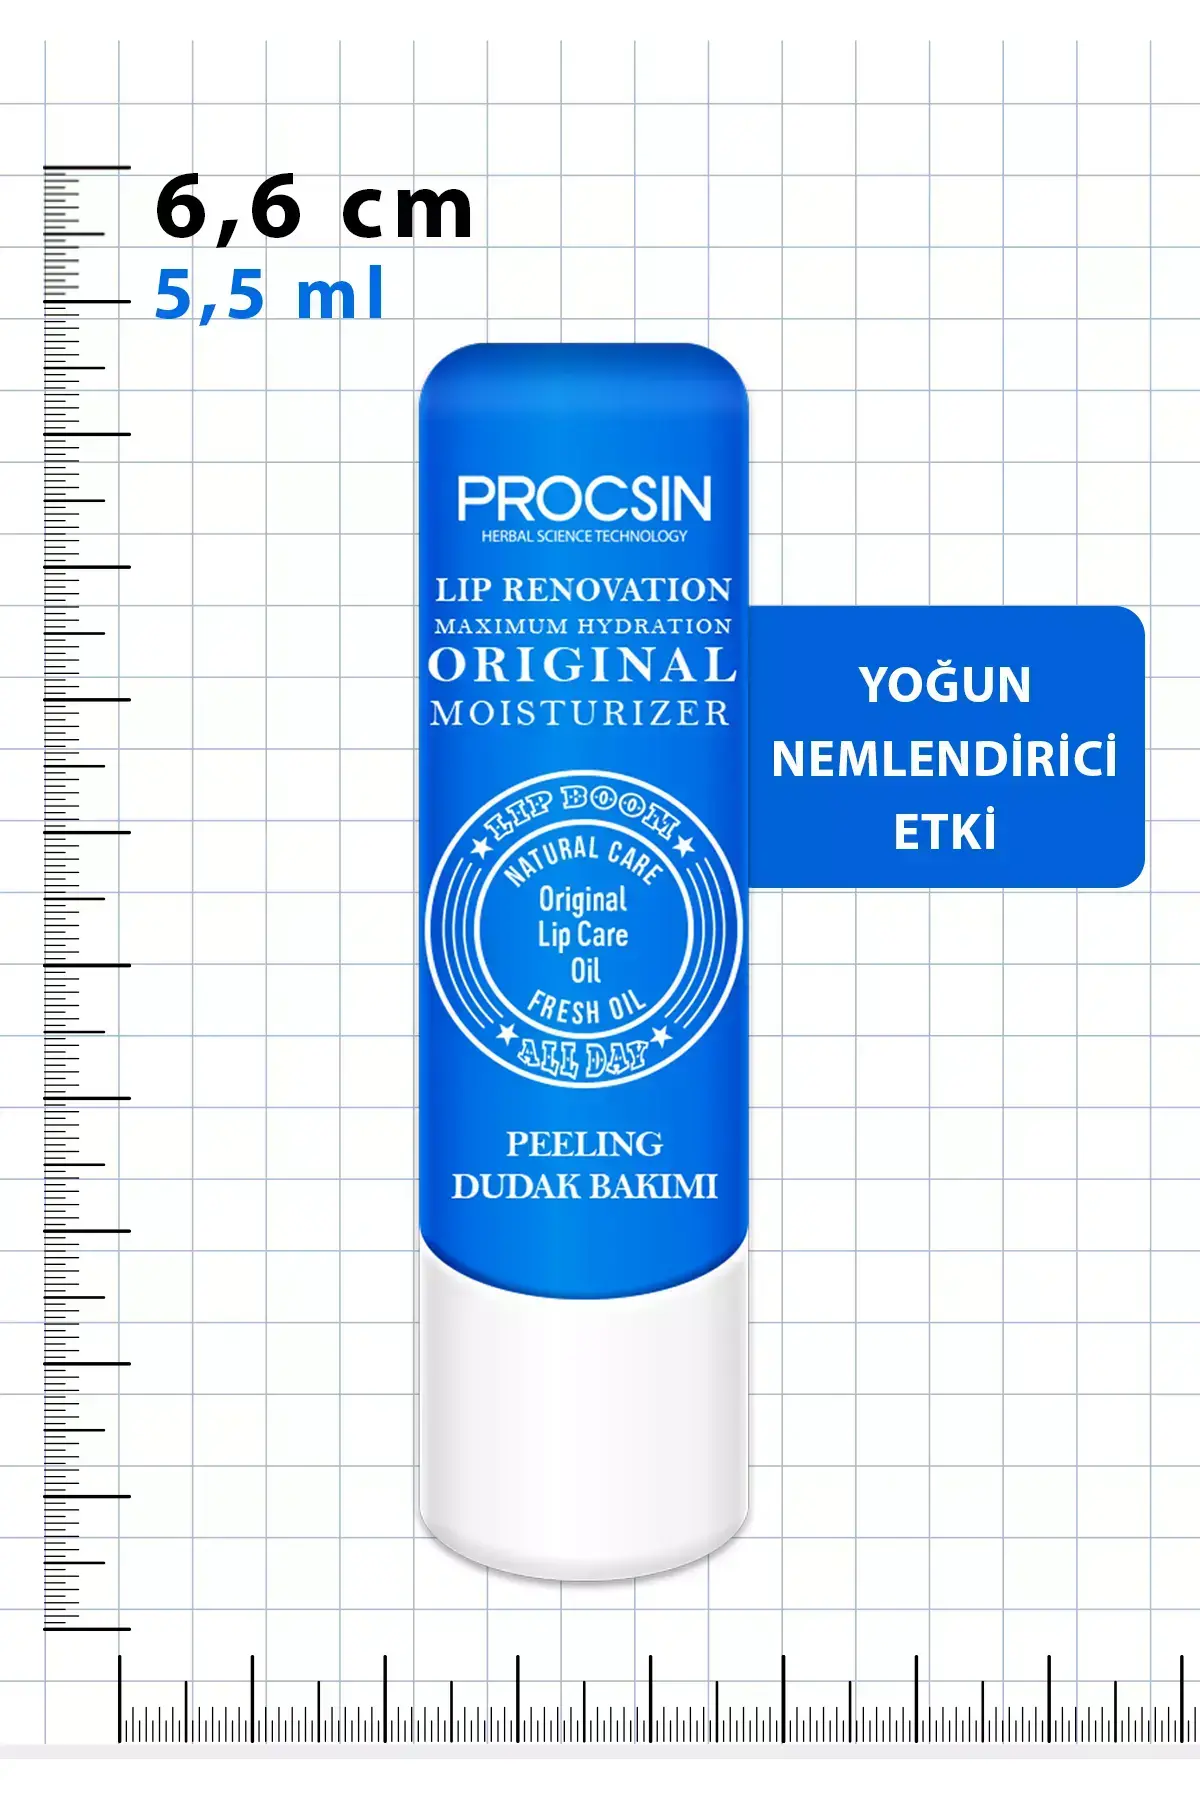 6,6 cm
5,5 ml
PROCSIN
HERBAL SCIENCE TECHNOLOGY
LIP RENOVATION
MAXIMUM HYDRATION
ORIGINAL
MOISTURIZER
YOĞUN
NEMLENDİRİCİ
ETKİ
LIP BOOM
NATURAL CARE
Original
Lip Care
Oil
FRESH OIL
ALL DAY
PEELING
DUDAK BAKIMI